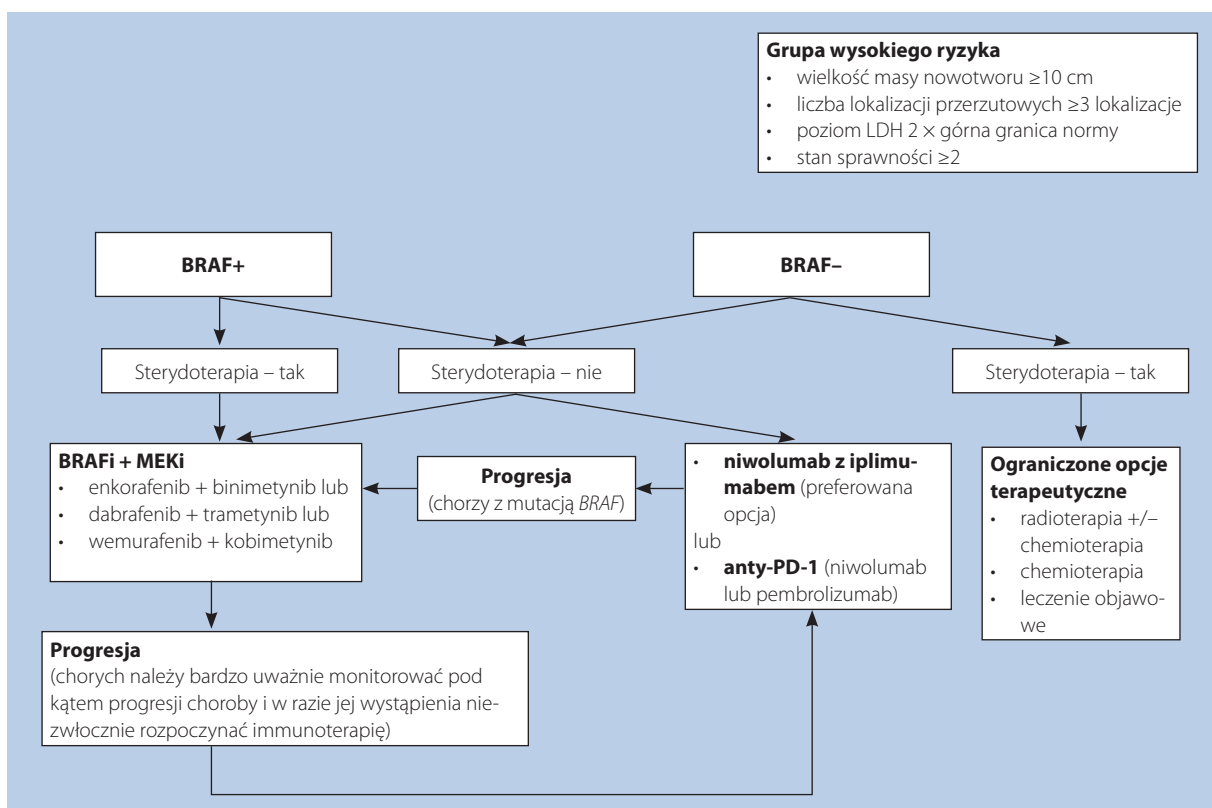 Grupa wysokiego ryzyka
• wielkość masy nowotworu ≥10 cm
• liczba lokalizacji przerzutowych ≥3 lokalizacje
• poziom LDH 2 × górna granica normy
• stan sprawności ≥2
BRAF+
BRAF–
Sterydoterapia – tak
Sterydoterapia – nie
Sterydoterapia – tak
BRAFi + MEKi
• enkorafenib + binimetynib lub
• dabrafenib + trametynib lub
• wemurafenib + kobimetynib
Progresja
(chorzy z mutacją BRAF)
• niwolumab z iplimu-
mabem (preferowana
opcja)
lub
• anty-PD-1 (niwolumab
lub pembrolizumab)
Ograniczone opcje
terapeutyczne
• radioterapia +/–
chemioterapia
• chemioterapia
• leczenie objawo-
we
Progresja
(chorych należy bardzo uważnie monitorować pod
kątem progresji choroby i w razie jej wystąpienia nie-
zwłocznie rozpoczynać immunoterapię)